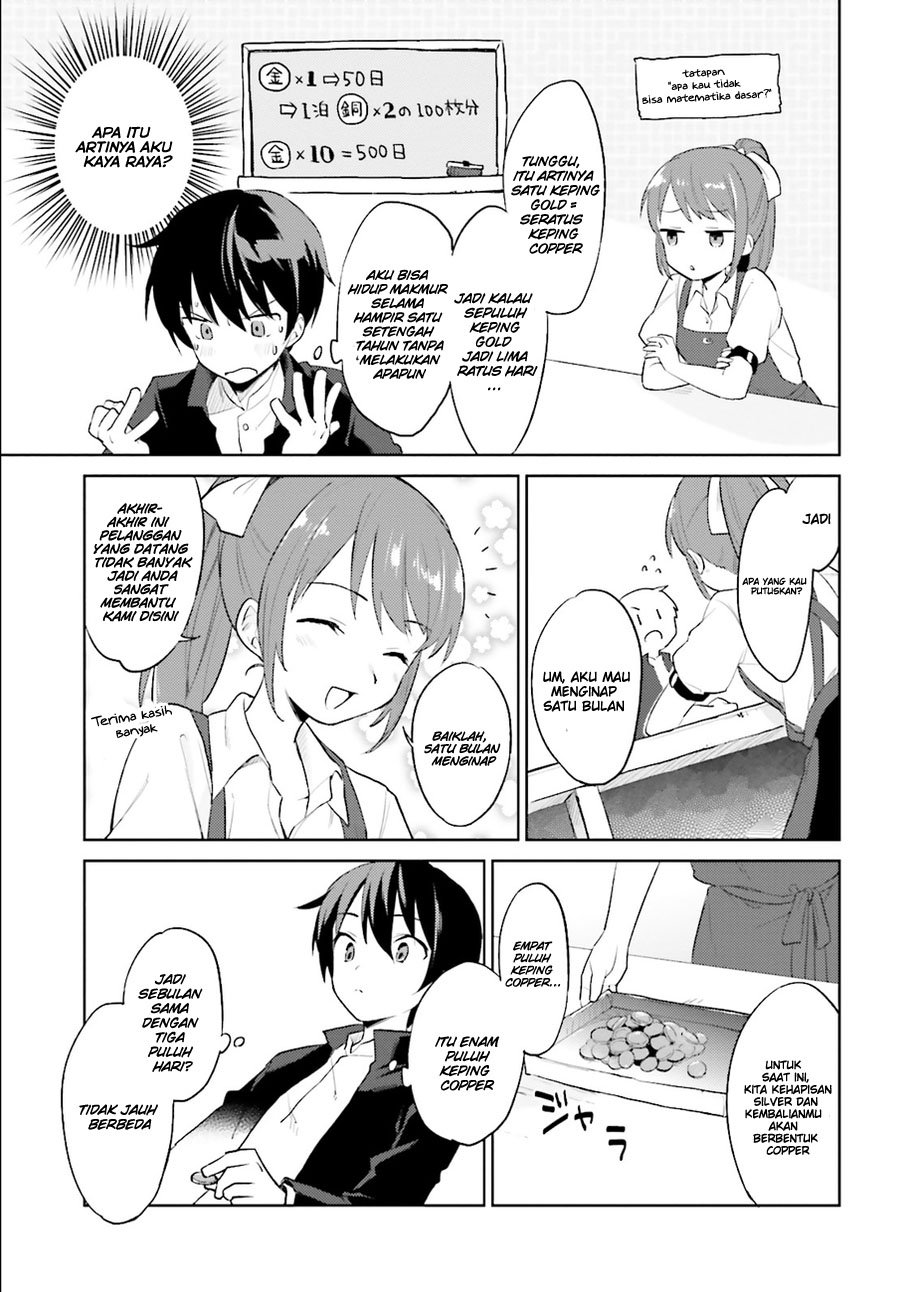 tatapan
"apa kau tidak
bisa matematika dasar?"
金×1⇨50日
⇨1泊銅×2の100枚分
金×10=500日
TUNGGU,
ITU ARTINYA
SATU KEPING
GOLD =
SERATUS
KEPING
COPPER
JADI KALAU
SEPULUH
KEPING
GOLD
JADI LIMA
RATUS HARI
...
AKU BISA
HIDUP MAKMUR
SELAMA
HAMPIR SATU
SETENGAH
TAHUN TANPA
'MELAKUKAN
APAPUN
APA ITU
ARTINYA AKU
KAYA RAYA?
JADI
APA YANG KAU
PUTUSKAN?
UM, AKU MAU
MENGINAP
SATU BULAN
BAIKLAH,
SATU BULAN
MENGINAP
AKHIR-
AKHIR INI
PELANGGAN
YANG DATANG
TIDAK BANYAK
JADI ANDA
SANGAT
MEMBANTU
KAMI DISINI
Terima kasih
banyak
UNTUK
SAAT INI,
KITA KEHAPISAN
SILVER DAN
KEMBALIANMU
AKAN
BERBENTUK
COPPER
ジャラ
EMPAT
PULUH
KEPING
COPPER...
ITU ENAM
PULUH
KEPING
COPPER
JADI
SEBULAN
SAMA
DENGAN
TIGA
PULUH
HARI?
TIDAK JAUH
BERBEDA